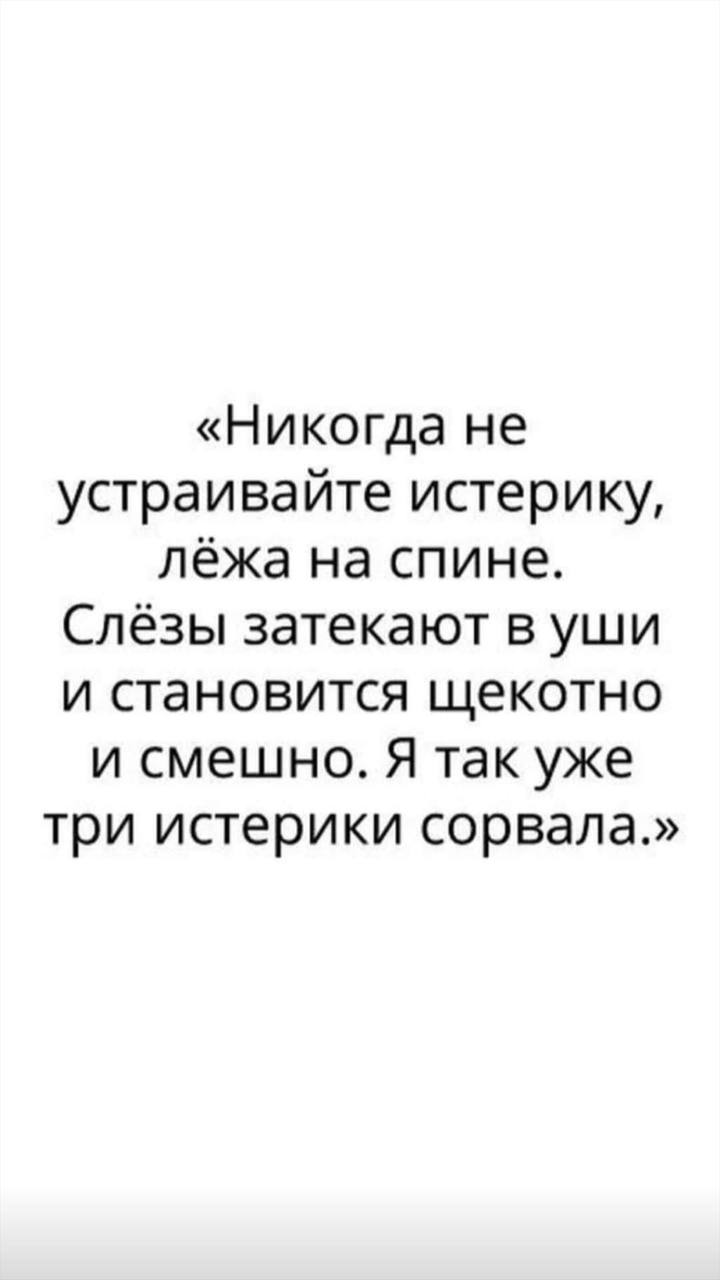 «Никогда не
устраивайте истерику,
лёжа на спине.
Слёзы затекают в уши
и становится щекотно
и смешно. Я так уже
три истерики сорвала.»